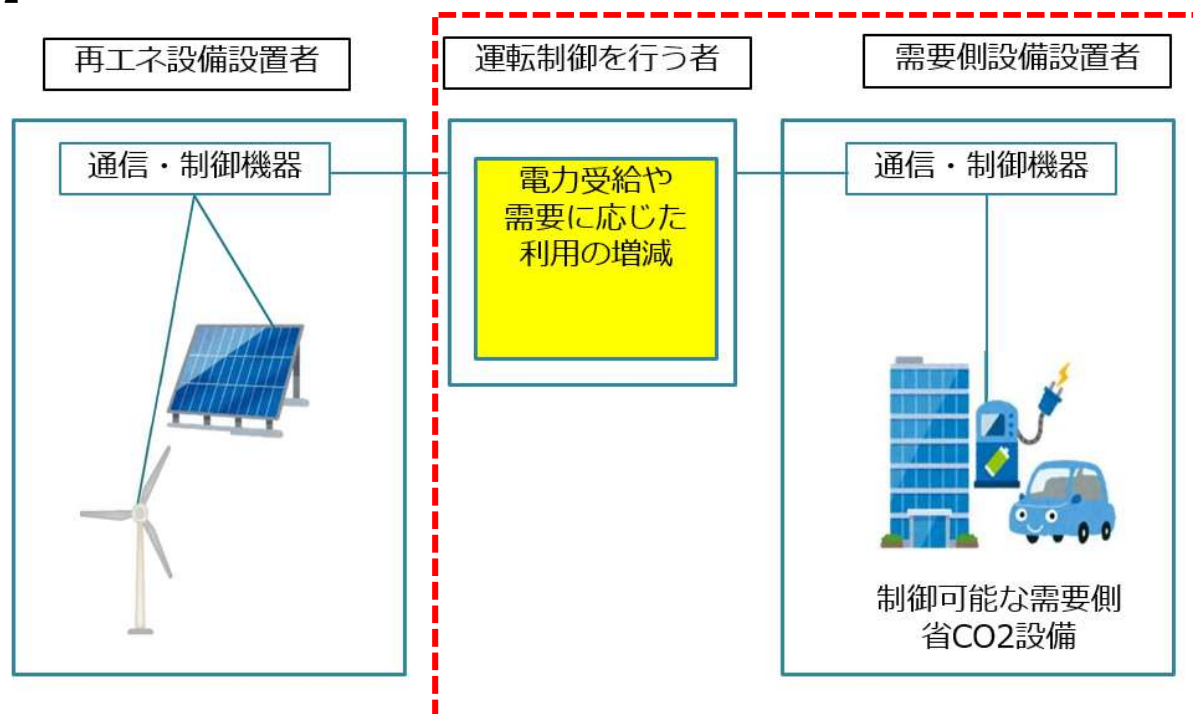 再エネ設備設置者
運転制御を行う者
需要側設備設置者
通信・制御機器
電力受給や
需要に応じた
利用の増減
通信・制御機器
制御可能な需要側
省CO2設備